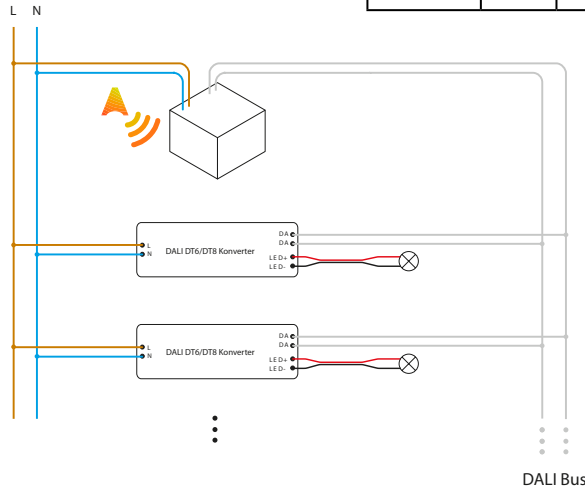 L N
DA
DA
L
N
DALI DT6/DT8 Konverter
LED+
LED-
DA
DA
L
N
DALI DT6/DT8 Konverter
LED+
LED-
DALI Bus